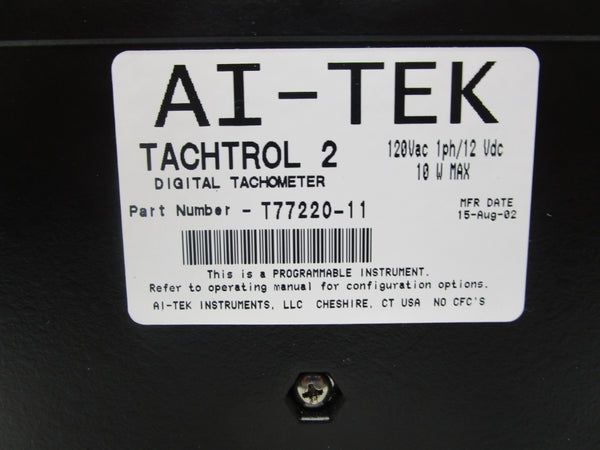 AI-TEK
TACHTROL 2
120Vac 1ph/12 Vdc
10 W MAX
DIGITAL TACHOMETER
Part Number - T77220-11
MFR DATE
15-Aug-02
This is a PROGRAMMABLE INSTRUMENT.
Refer to operating manual for configuration options.
AI-TEK INSTRUMENTS, LLC CHESHIRE, CT USA NO CFC'S